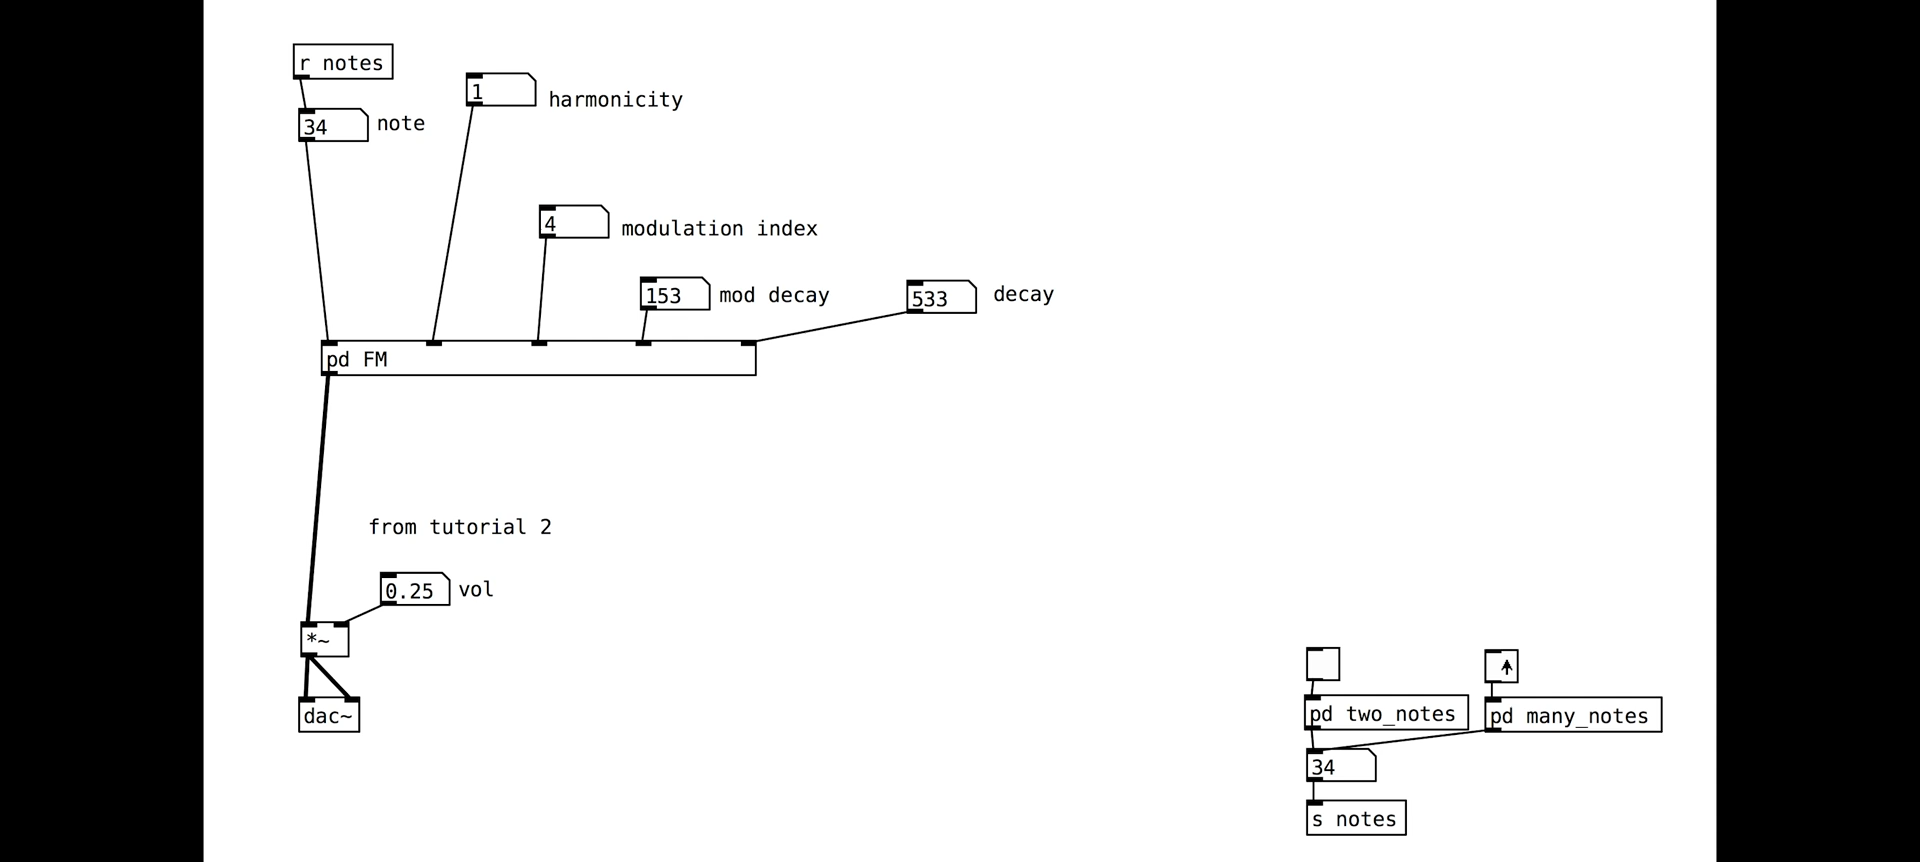 r notes
1
harmonicity
34
note
4
modulation index
153
mod decay
533
decay
pd FM
from tutorial 2
0.25
vol
*~
dac~
pd two_notes
pd many_notes
34
s notes